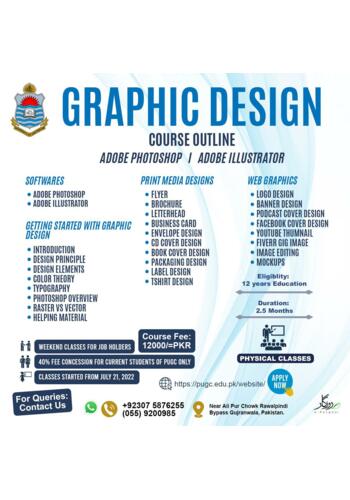 GRAPHIC DESIGN
COURSE OUTLINE
ADOBE PHOTOSHOP | ADOBE ILLUSTRATOR
SOFTWARES
• ADOBE PHOTOSHOP
• ADOBE ILLUSTRATOR
GETTING STARTED WITH GRAPHIC
DESIGN
• INTRODUCTION
• DESIGN PRINCIPLE
• DESIGN ELEMENTS
• COLOR THEORY
• TYPOGRAPHY
• PHOTOSHOP OVERVIEW
• RASTER VS VECTOR
• HELPING MATERIAL
PRINT MEDIA DESIGNS
• FLYER
• BROCHURE
• LETTERHEAD
• BUSINESS CARD
• ENVELOPE DESIGN
• CD COVER DESIGN
• BOOK COVER DESIGN
• PACKAGING DESIGN
• LABEL DESIGN
• TSHIRT DESIGN
WEB GRAPHICS
• LOGO DESIGN
• BANNER DESIGN
• PODCAST COVER DESIGN
• FACEBOOK COVER DESIGN
• YOUTUBE THUMNAIL
• FIVERR GIG IMAGE
• IMAGE EDITING
• MOCKUPS
Eligiblity:
12 years Education
Duration:
2.5 Months
PHYSICAL CLASSES
WEEKEND CLASSES FOR JOB HOLDERS
Course Fee:
12000/=PKR
40% FEE CONCESSION FOR CURRENT STUDENTS OF PUGC ONLY
CLASSES STARTED FROM JULY 21, 2022
https://pugc.edu.pk/website/
APPLY
NOW
For Queries:
Contact Us
+92307 5876255
(055) 9200985
Near Ali Pur Chowk Rawalpindi
Bypass Gujranwala, Pakistan.